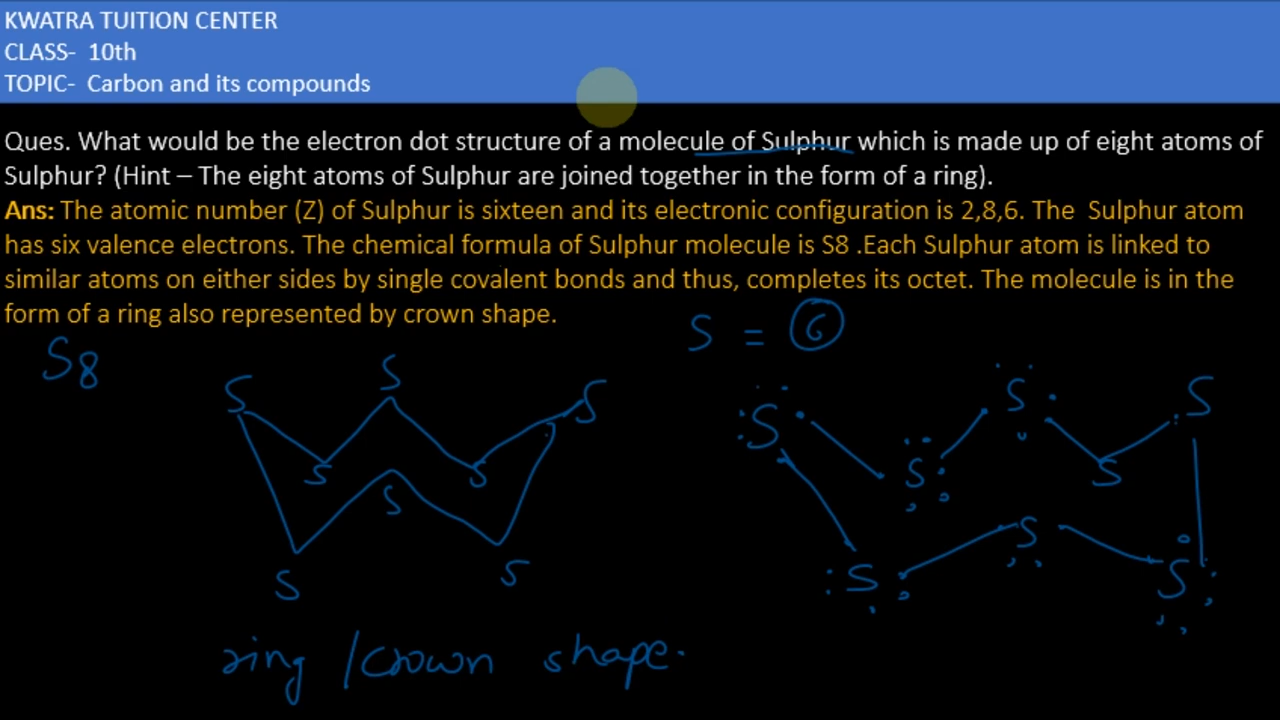 KWATRA TUITION CENTER
CLASS- 10th
TOPIC- Carbon and its compounds
Ques. What would be the electron dot structure of a molecule of Sulphur which is made up of eight atoms of
Sulphur? (Hint – The eight atoms of Sulphur are joined together in the form of a ring).
Ans: The atomic number (Z) of Sulphur is sixteen and its electronic configuration is 2,8,6. The Sulphur atom
has six valence electrons. The chemical formula of Sulphur molecule is S8 .Each Sulphur atom is linked to
similar atoms on either sides by single covalent bonds and thus, completes its octet. The molecule is in the
form of a ring also represented by crown shape.
S = 6
S8
S S S S S S
S S S S
S S S
S S S
ring /crown shape.